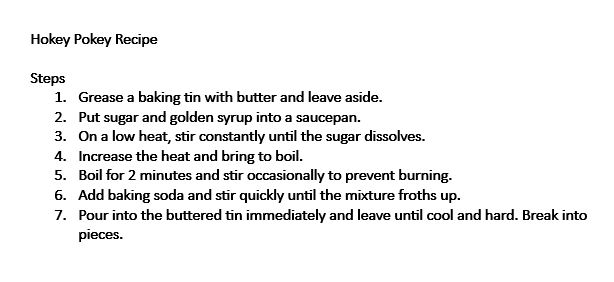 Hokey Pokey Recipe
Steps
1. Grease a baking tin with butter and leave aside.
2. Put sugar and golden syrup into a saucepan.
3. On a low heat, stir constantly until the sugar dissolves.
4. Increase the heat and bring to boil.
5. Boil for 2 minutes and stir occasionally to prevent burning.
6. Add baking soda and stir quickly until the mixture froths up.
7. Pour into the buttered tin immediately and leave until cool and hard. Break into
pieces.